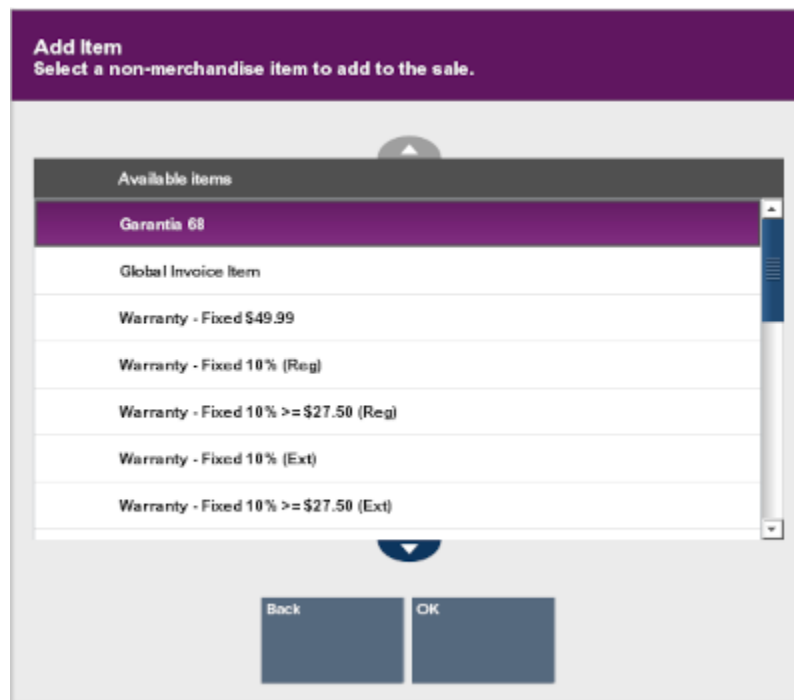 Add Item
Select a non-merchandise item to add to the sale.
Available items
Garantia 68
Global Invoice Item
Warranty - Fixed $49.99
Warranty - Fixed 10% (Reg)
Warranty - Fixed 10% >= $27.50 (Reg)
Warranty - Fixed 10% (Ext)
Warranty - Fixed 10% >= $27.50 (Ext)
Back
OK